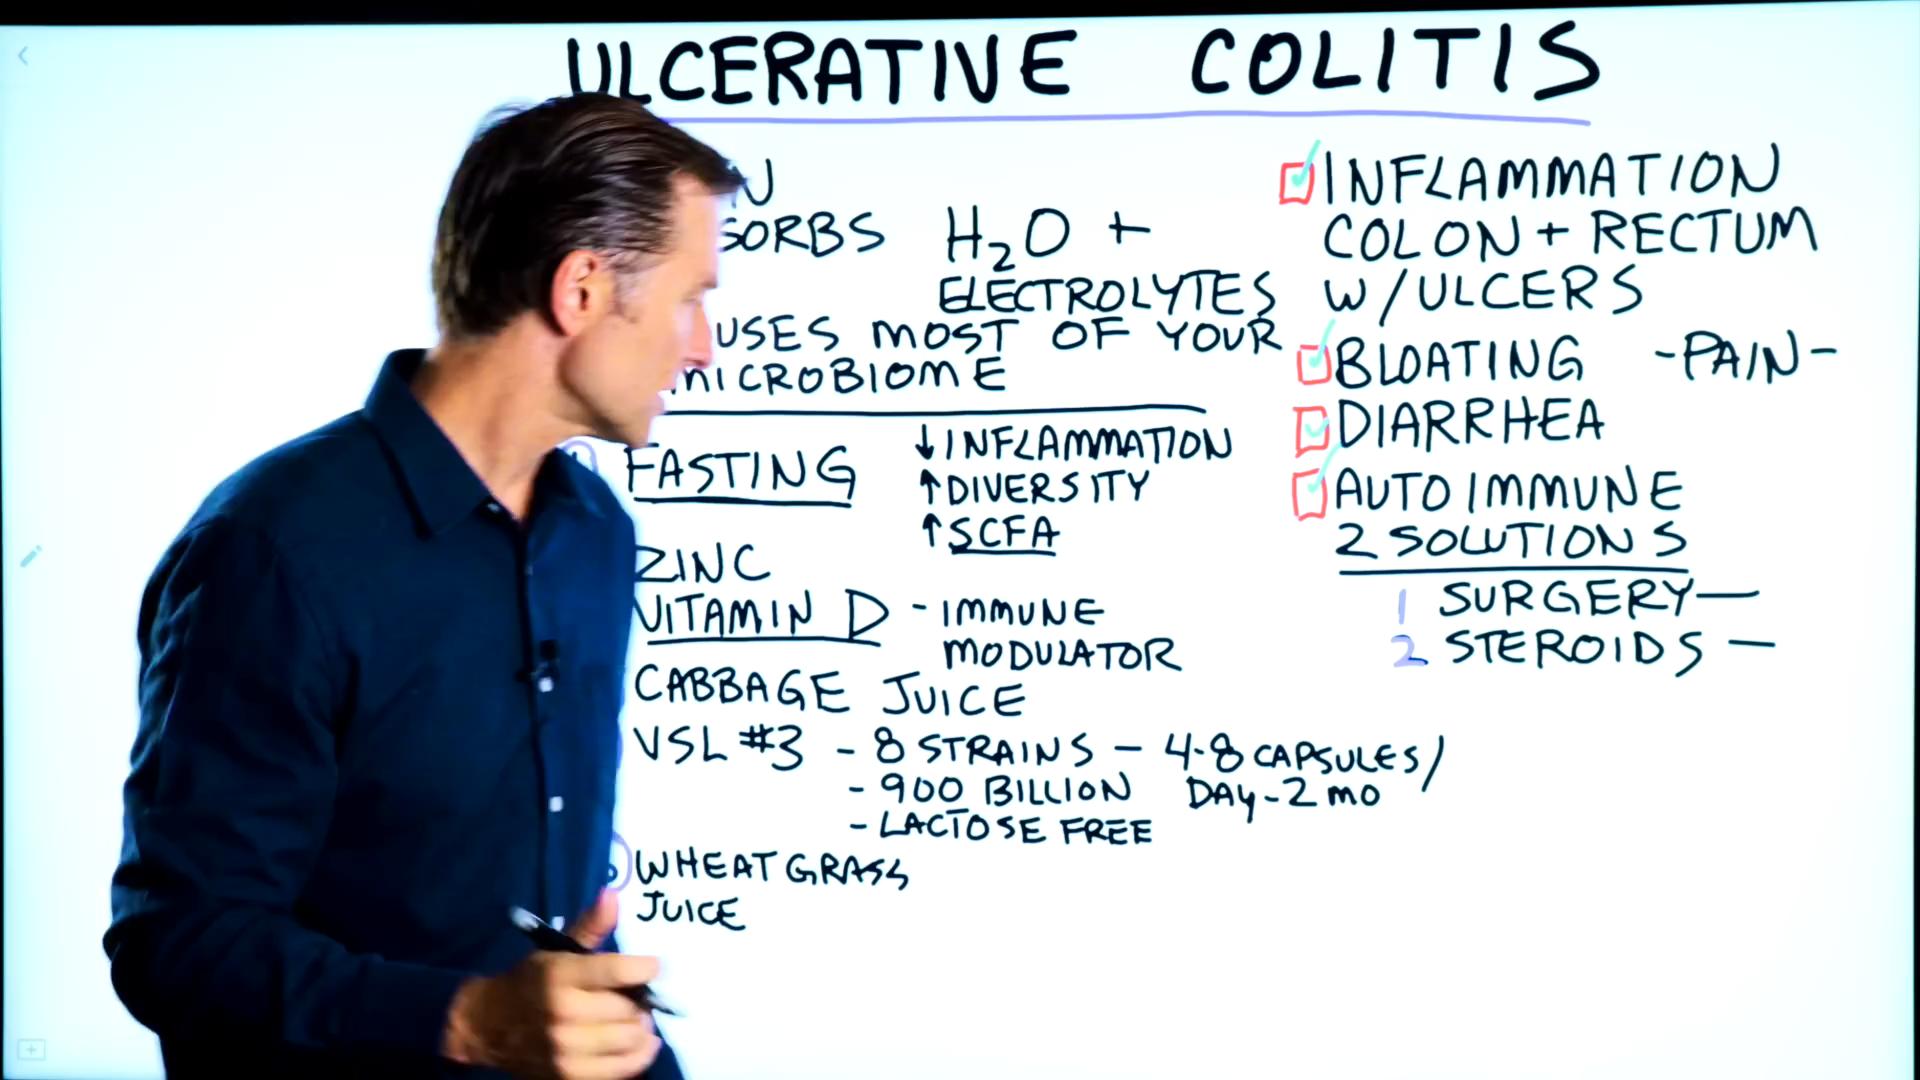 ULCERATIVE COLITIS
H₂O +
ELECTROLYTES
USES MOST OF YOUR
MICROBIOME
FASTING ↓ INFLAMMATION
↑ DIVERSITY
↑ SCFA
ZINC
VITAMIN D - IMMUNE
MODULATOR
CABBAGE JUICE
VSL #3 - 8 STRAINS - 4-8 CAPSULES/
- 900 BILLION DAY - 2 MO
- LACTOSE FREE
WHEAT GRASS
JUICE
INFLAMMATION
COLON + RECTUM
W/ULCERS
BLOATING -PAIN-
DIARRHEA
AUTOIMMUNE
2 SOLUTIONS
1 SURGERY—
2 STEROIDS —